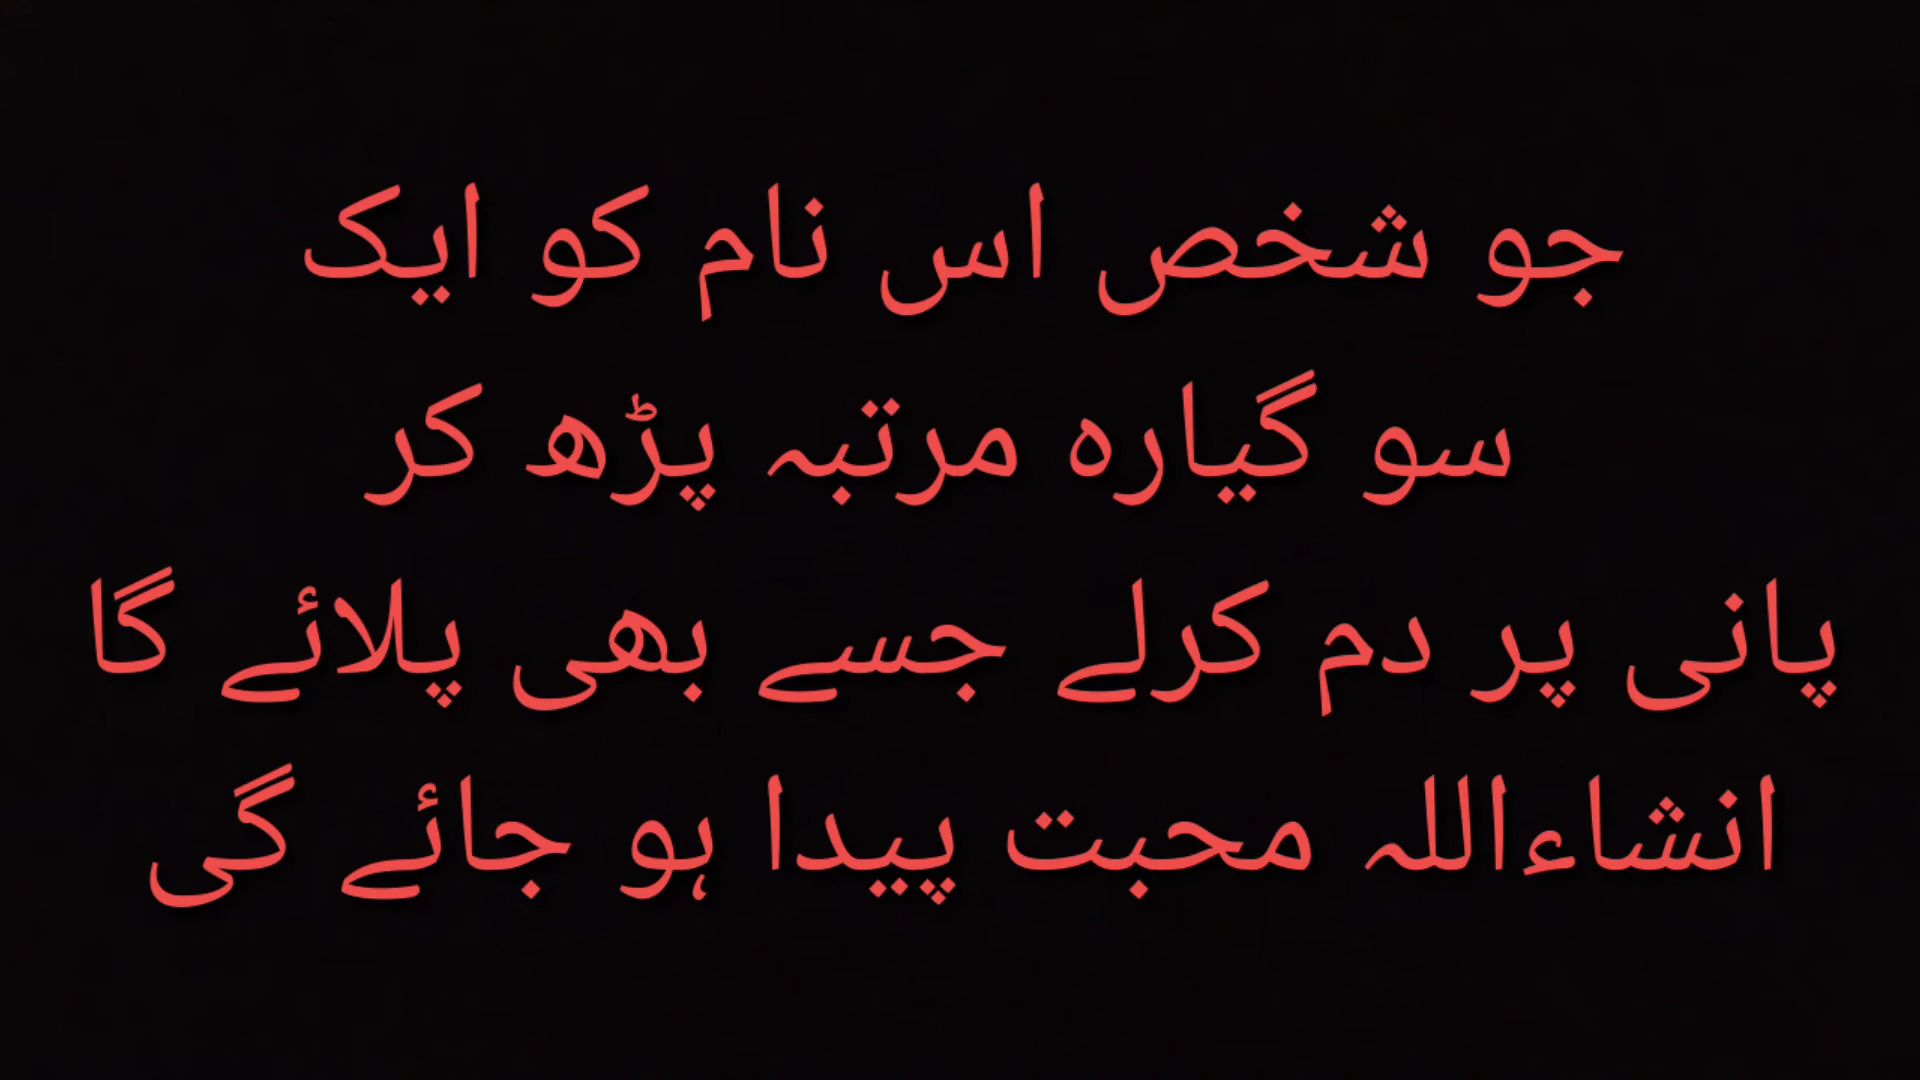 جو شخص اس نام کو ایک
سو گیارہ مرتبہ پڑھ کر
پانی پر دم کرلے جسے بھی پلائے گا
انشاءاللہ محبت پیدا ہو جائے گی